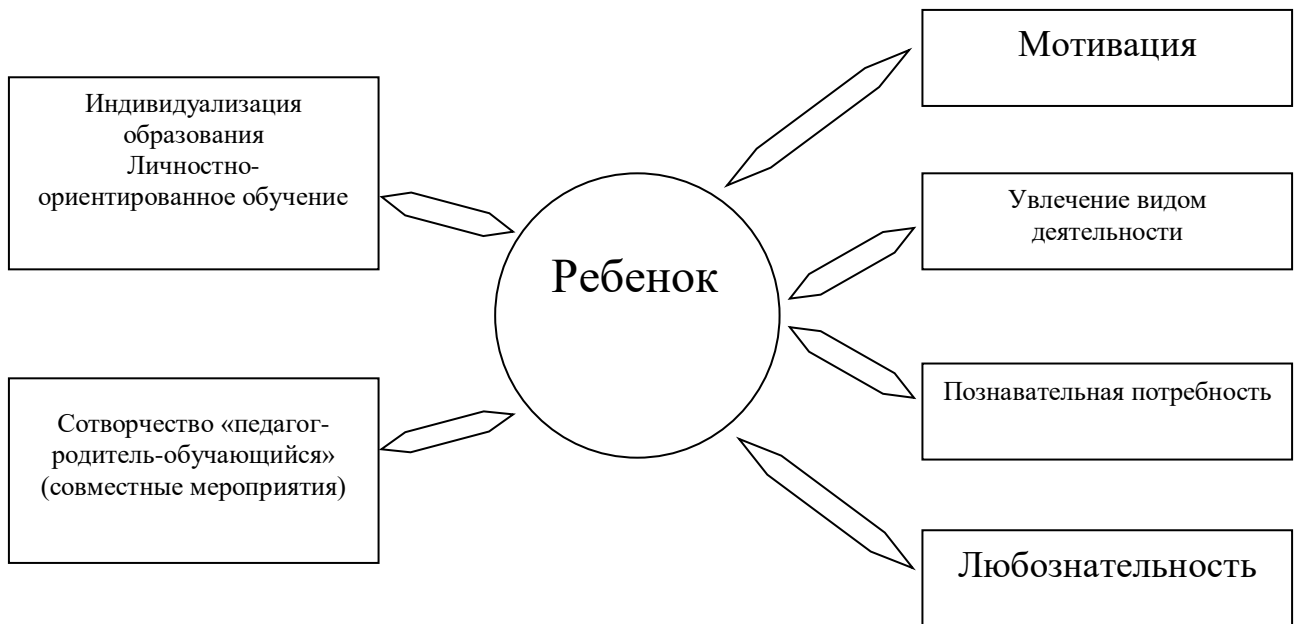 Индивидуализация
образования
Личностно-
ориентированное обучение
Сотворчество «педагог-
родитель-обучающийся»
(совместные мероприятия)
Ребенок
Мотивация
Увлечение видом
деятельности
Познавательная потребность
Любознательность